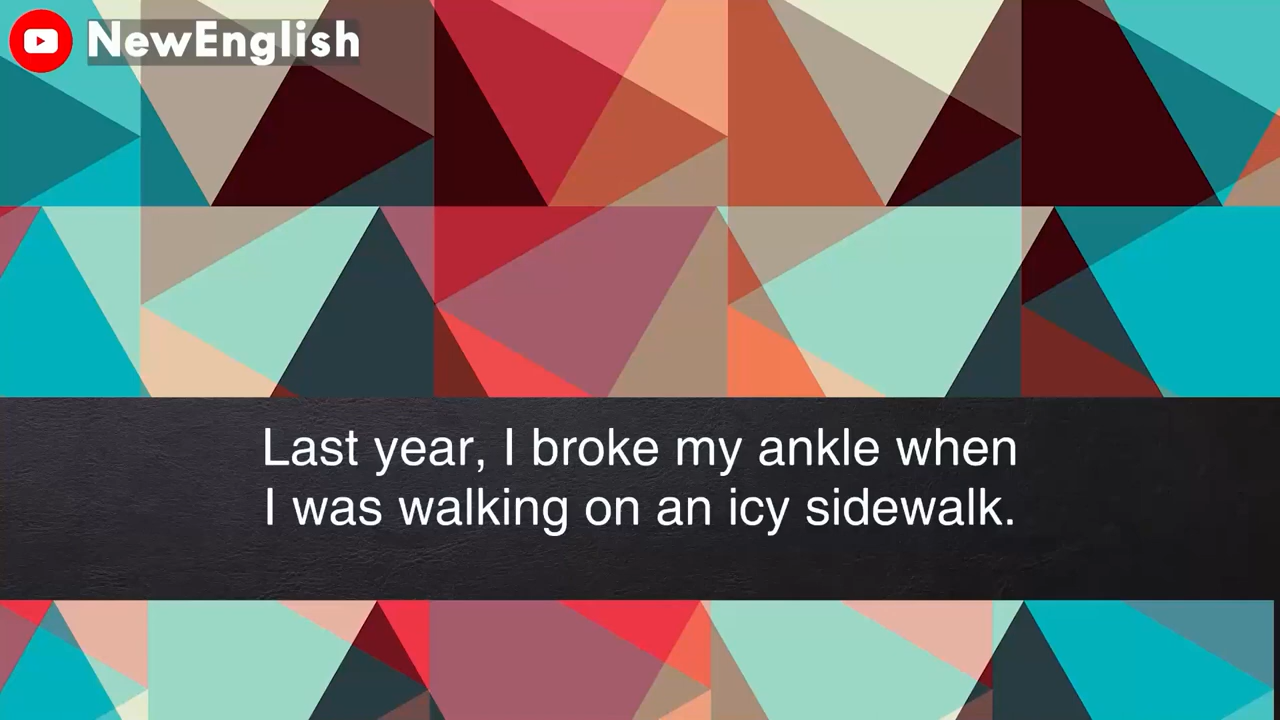 NewEnglish
Last year, I broke my ankle when
I was walking on an icy sidewalk.